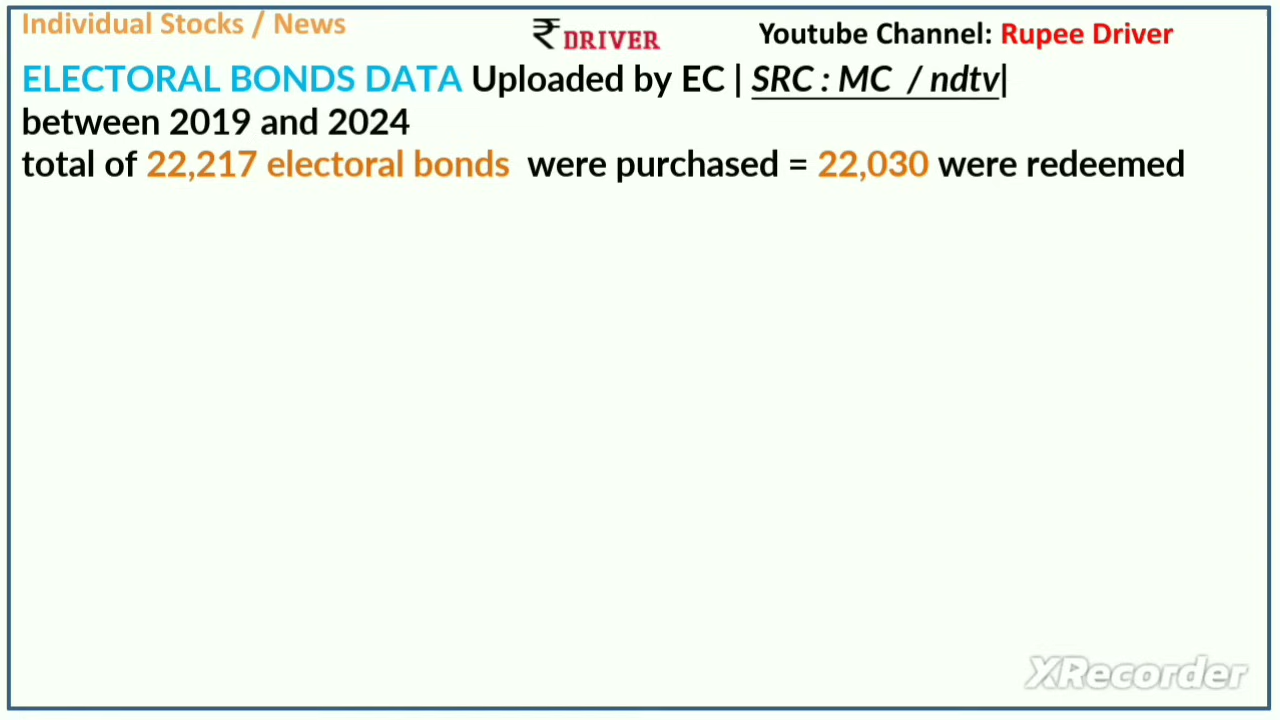 Individual Stocks / News
₹ DRIVER
Youtube Channel: Rupee Driver
ELECTORAL BONDS DATA Uploaded by EC | SRC : MC / ndtv|
between 2019 and 2024
total of 22,217 electoral bonds were purchased = 22,030 were redeemed
XRecorder